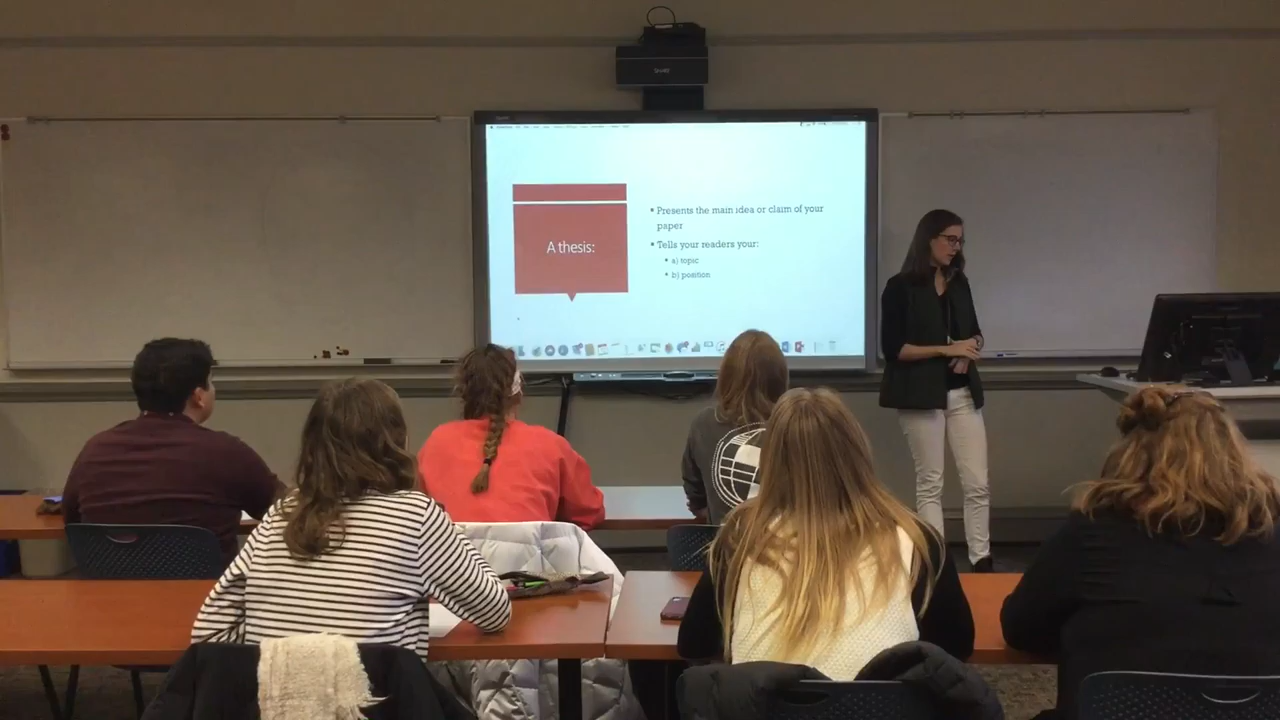 A thesis:
▪ Presents the main idea or claim of your
paper
▪ Tells your readers your:
▪ a) topic
▪ b) position